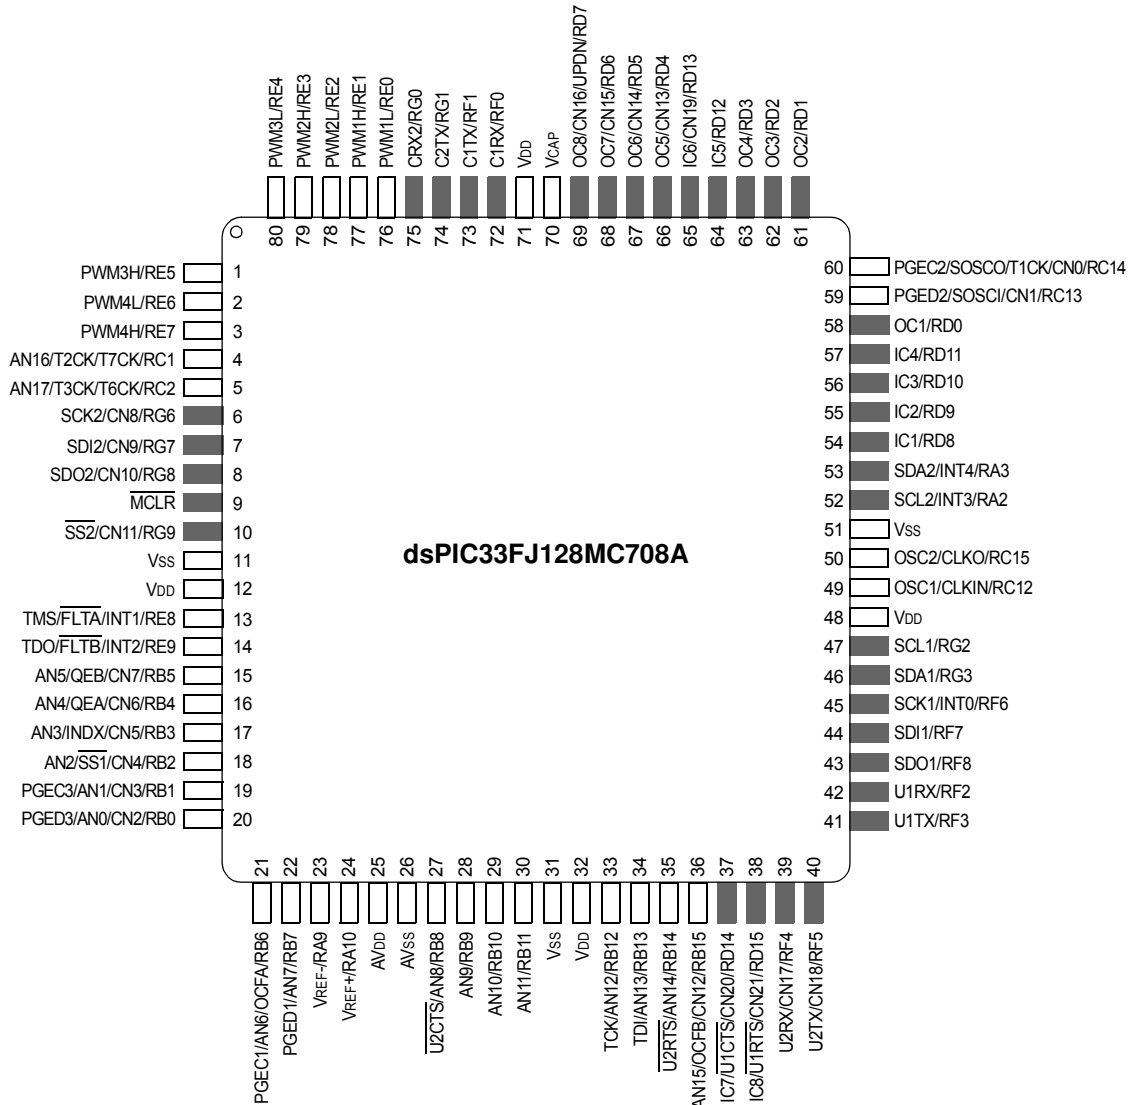 PWM3L/RE4
PWM2H/RE3
PWM2L/RE2
PWM1H/RE1
PWM1L/RE0
CRX2/RG0
C2TX/RG1
C1TX/RF1
C1RX/RF0
VDD
VCAP
OC8/CN16/UPDN/RD7
OC7/CN15/RD6
OC6/CN14/RD5
OC5/CN13/RD4
IC6/CN19/RD13
IC5/RD12
OC4/RD3
OC3/RD2
OC2/RD1
80
79
78
77
76
75
74
73
72
71
70
69
68
67
66
65
64
63
62
61
PWM3H/RE5 1
PWM4L/RE6 2
PWM4H/RE7 3
AN16/T2CK/T7CK/RC1 4
AN17/T3CK/T6CK/RC2 5
SCK2/CN8/RG6 6
SDI2/CN9/RG7 7
SDO2/CN10/RG8 8
MCLR 9
SS2/CN11/RG9 10
VSS 11
VDD 12
TMS/FLTA/INT1/RE8 13
TDO/FLTB/INT2/RE9 14
AN5/QEB/CN7/RB5 15
AN4/QEA/CN6/RB4 16
AN3/INDX/CN5/RB3 17
AN2/SS1/CN4/RB2 18
PGEC3/AN1/CN3/RB1 19
PGED3/AN0/CN2/RB0 20
dsPIC33FJ128MC708A
60 PGEC2/SOSCO/T1CK/CN0/RC14
59 PGED2/SOSCI/CN1/RC13
58 OC1/RD0
57 IC4/RD11
56 IC3/RD10
55 IC2/RD9
54 IC1/RD8
53 SDA2/INT4/RA3
52 SCL2/INT3/RA2
51 VSS
50 OSC2/CLKO/RC15
49 OSC1/CLKIN/RC12
48 VDD
47 SCL1/RG2
46 SDA1/RG3
45 SCK1/INT0/RF6
44 SDI1/RF7
43 SDO1/RF8
42 U1RX/RF2
41 U1TX/RF3
21
22
23
24
25
26
27
28
29
30
31
32
33
34
35
36
37
38
39
40
PGEC1/AN6/OCFA/RB6
PGED1/AN7/RB7
VREF-/RA9
VREF+/RA10
AVDD
AVSS
U2CTS/AN8/RB8
AN9/RB9
AN10/RB10
AN11/RB11
VSS
VDD
TCK/AN12/RB12
TDI/AN13/RB13
U2RTS/AN14/RB14
AN15/OCFB/CN12/RB15
IC7/U1CTS/CN20/RD14
IC8/U1RTS/CN21/RD15
U2RX/CN17/RF4
U2TX/CN18/RF5